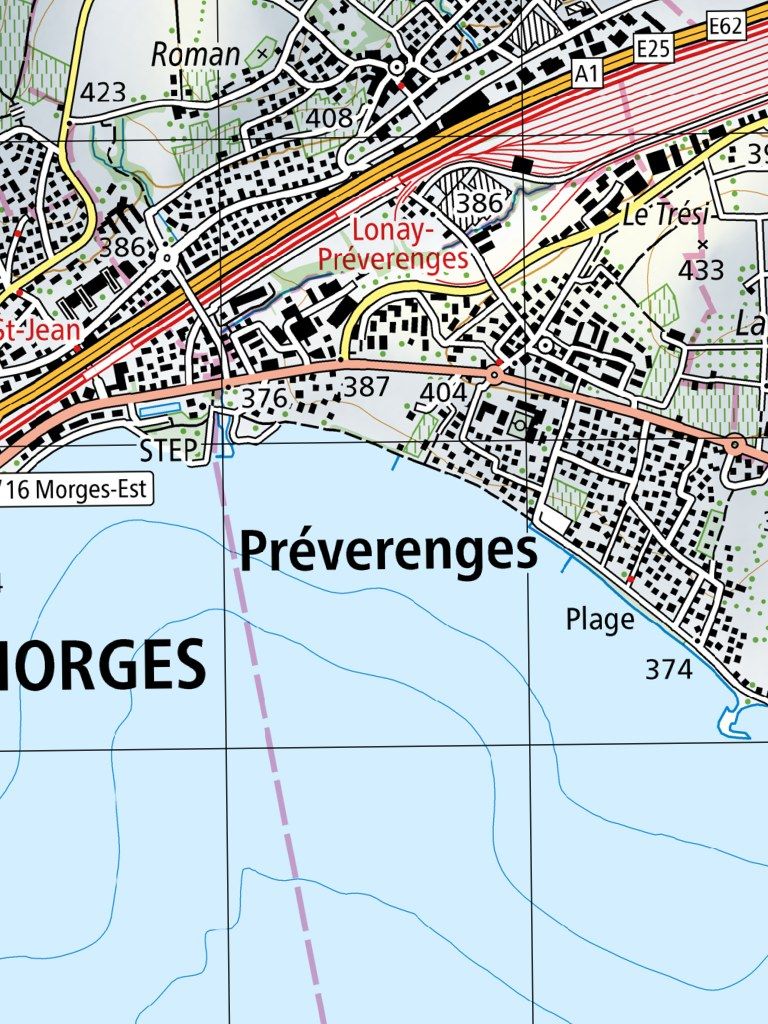 E62
E25
A1
Roman
423
408
39
386
Le Trési
Lonay-
Préverenges
386
433
St-Jean
La
387
404
376
STEP
16 Morges-Est
Préverenges
Plage
MORGES
374